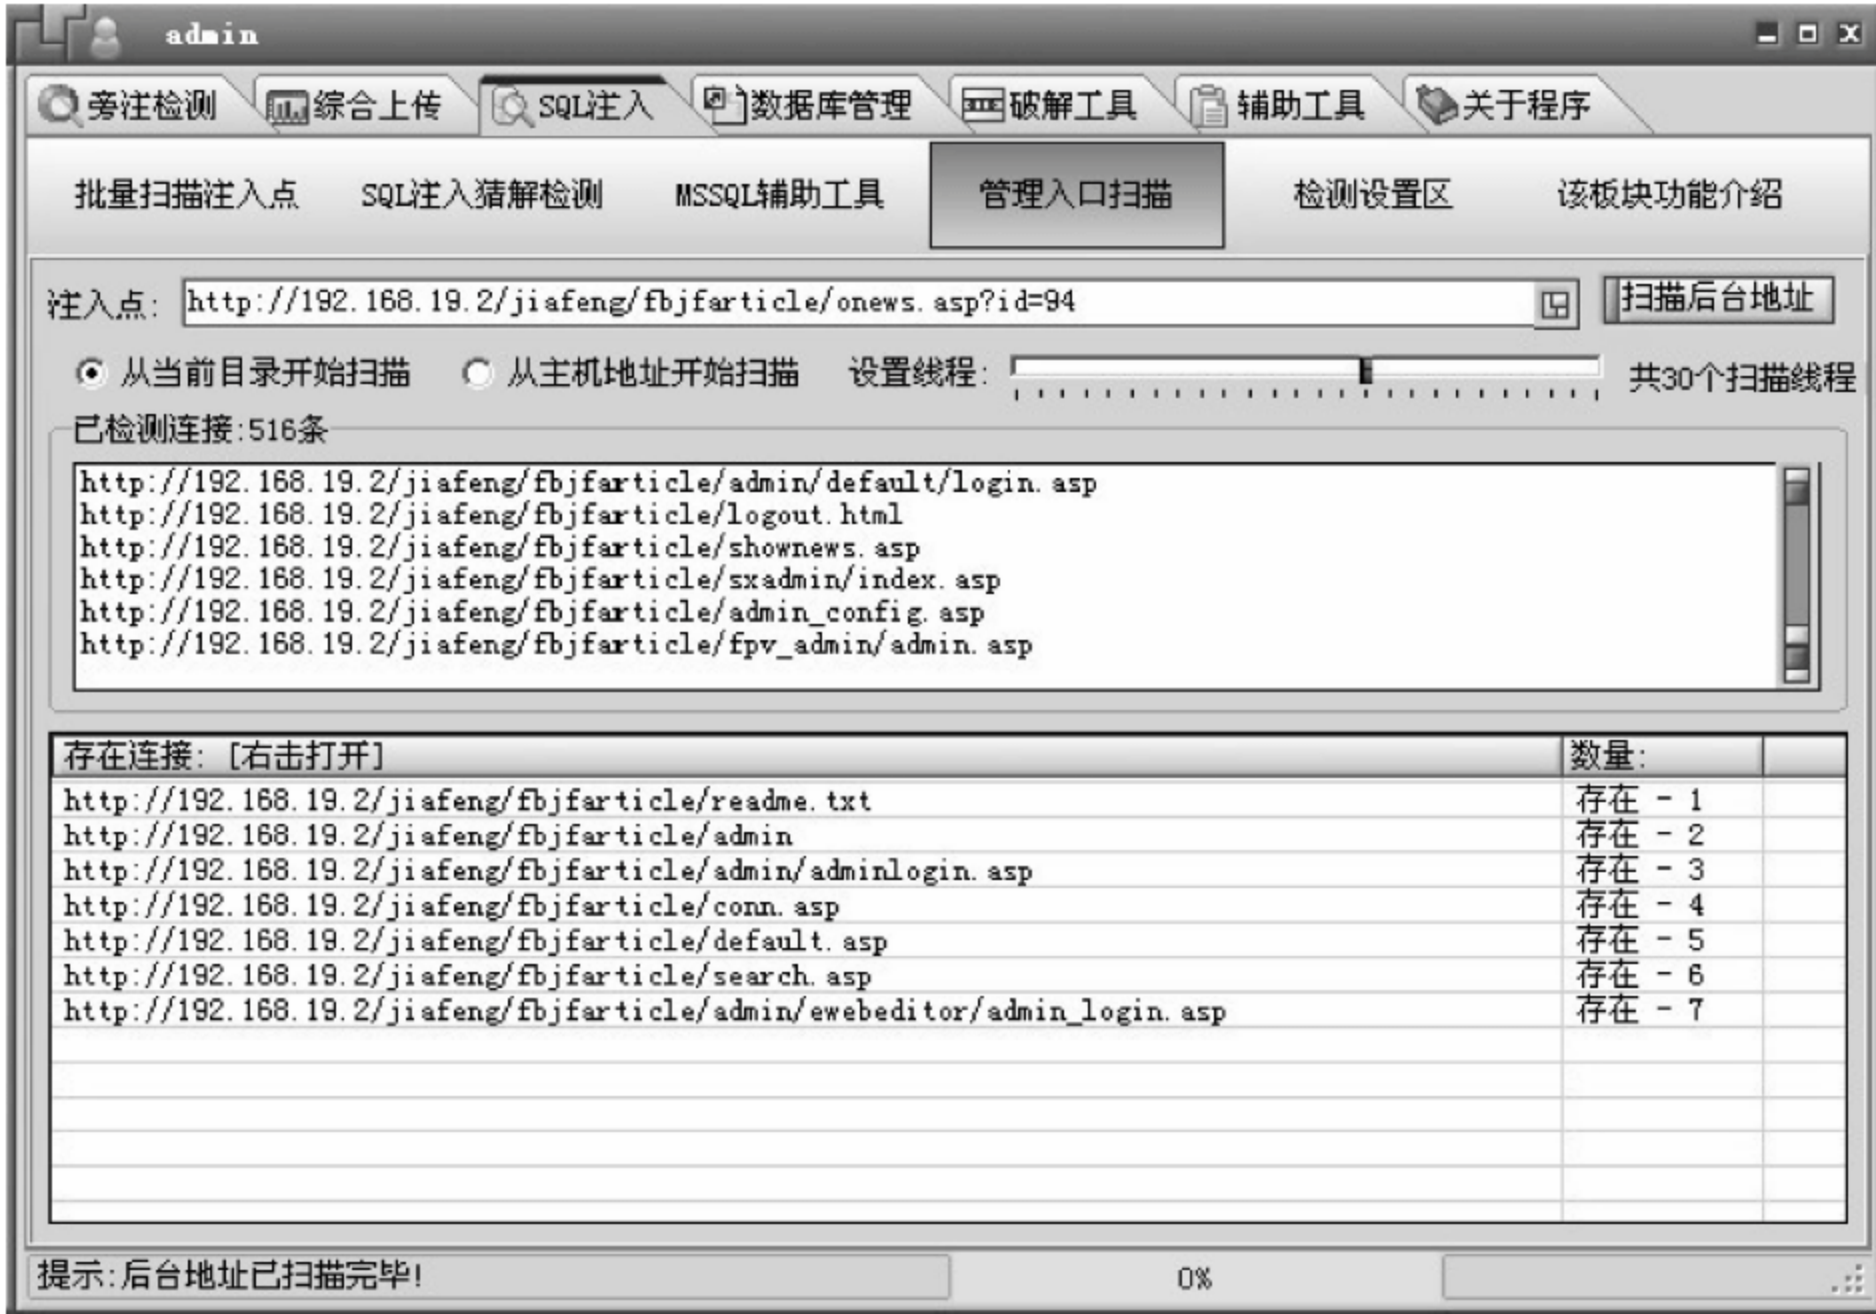 admin
旁注检测 综合上传 SQL注入 数据库管理 破解工具 辅助工具 关于程序
批量扫描注入点 SQL注入猜解检测 MSSQL辅助工具 管理入口扫描 检测设置区 该板块功能介绍
注入点: http://192.168.19.2/jiafeng/fbjfarticle/onews.asp?id=94 扫描后台地址
从当前目录开始扫描 从主机地址开始扫描 设置线程: 共30个扫描线程
已检测连接:516条
http://192.168.19.2/jiafeng/fbjfarticle/admin/default/login.asp
http://192.168.19.2/jiafeng/fbjfarticle/logout.html
http://192.168.19.2/jiafeng/fbjfarticle/shownews.asp
http://192.168.19.2/jiafeng/fbjfarticle/sxadmin/index.asp
http://192.168.19.2/jiafeng/fbjfarticle/admin_config.asp
http://192.168.19.2/jiafeng/fbjfarticle/fpv_admin/admin.asp
存在连接: [右击打开] 数量:
http://192.168.19.2/jiafeng/fbjfarticle/readme.txt 存在 - 1
http://192.168.19.2/jiafeng/fbjfarticle/admin 存在 - 2
http://192.168.19.2/jiafeng/fbjfarticle/admin/adminlogin.asp 存在 - 3
http://192.168.19.2/jiafeng/fbjfarticle/conn.asp 存在 - 4
http://192.168.19.2/jiafeng/fbjfarticle/default.asp 存在 - 5
http://192.168.19.2/jiafeng/fbjfarticle/search.asp 存在 - 6
http://192.168.19.2/jiafeng/fbjfarticle/admin/ewebeditor/admin_login.asp 存在 - 7
提示:后台地址已扫描完毕! 0%